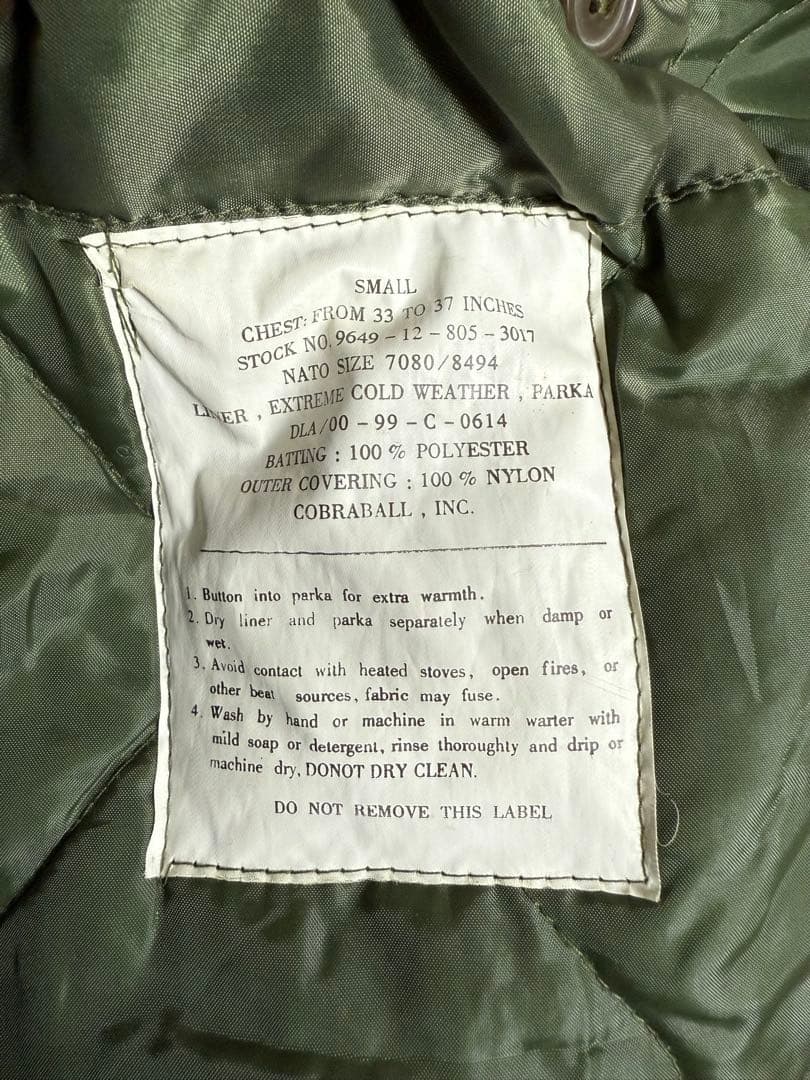 SMALL
CHEST: FROM 33 TO 37 INCHES
STOCK NO. 9649 - 12 - 805 - 3017
NATO SIZE 7080/8494
LINER , EXTREME COLD WEATHER , PARKA
DLA/00 - 99 - C - 0614
BATTING : 100 % POLYESTER
OUTER COVERING : 100 % NYLON
COBRABALL , INC.
1. Button into parka for extra warmth.
2. Dry liner and parka separately when damp or
wet.
3. Avoid contact with heated stoves, open fires, or
other beat sources, fabric may fuse.
4. Wash by hand or machine in warm warter with
mild soap or detergent, rinse thoroughty and drip or
machine dry, DONOT DRY CLEAN.
DO NOT REMOVE THIS LABEL